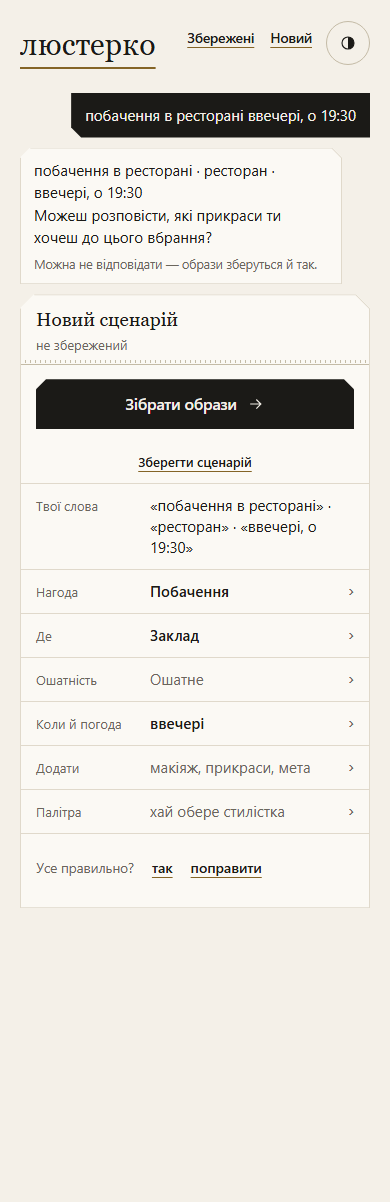 люстерко
Збережені
Новий
побачення в ресторані ввечері, о 19:30
побачення в ресторані · ресторан ·
ввечері, о 19:30
Можеш розповісти, які прикраси ти
хочеш до цього вбрання?
Можна не відповідати — образи зберуться й так.
Новий сценарій
не збережений
Зібрати образи →
Зберегти сценарій
Твої слова
«побачення в ресторані» ·
«ресторан» · «ввечері, о
19:30»
Нагода
Побачення
Де
Заклад
Ошатність
Ошатне
Коли й погода
ввечері
Додати
макіяж, прикраси, мета
Палітра
хай обере стилістка
Усе правильно?
так
поправити